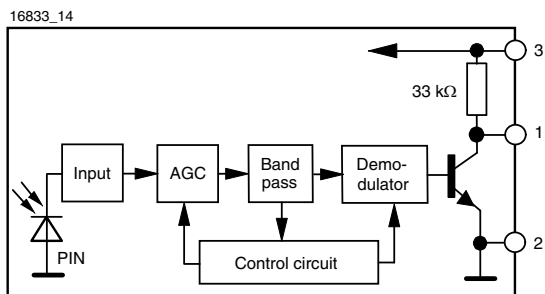 16833_14
3
33 kΩ
1
Input
AGC
Band
pass
Demo-
dulator
2
PIN
Control circuit